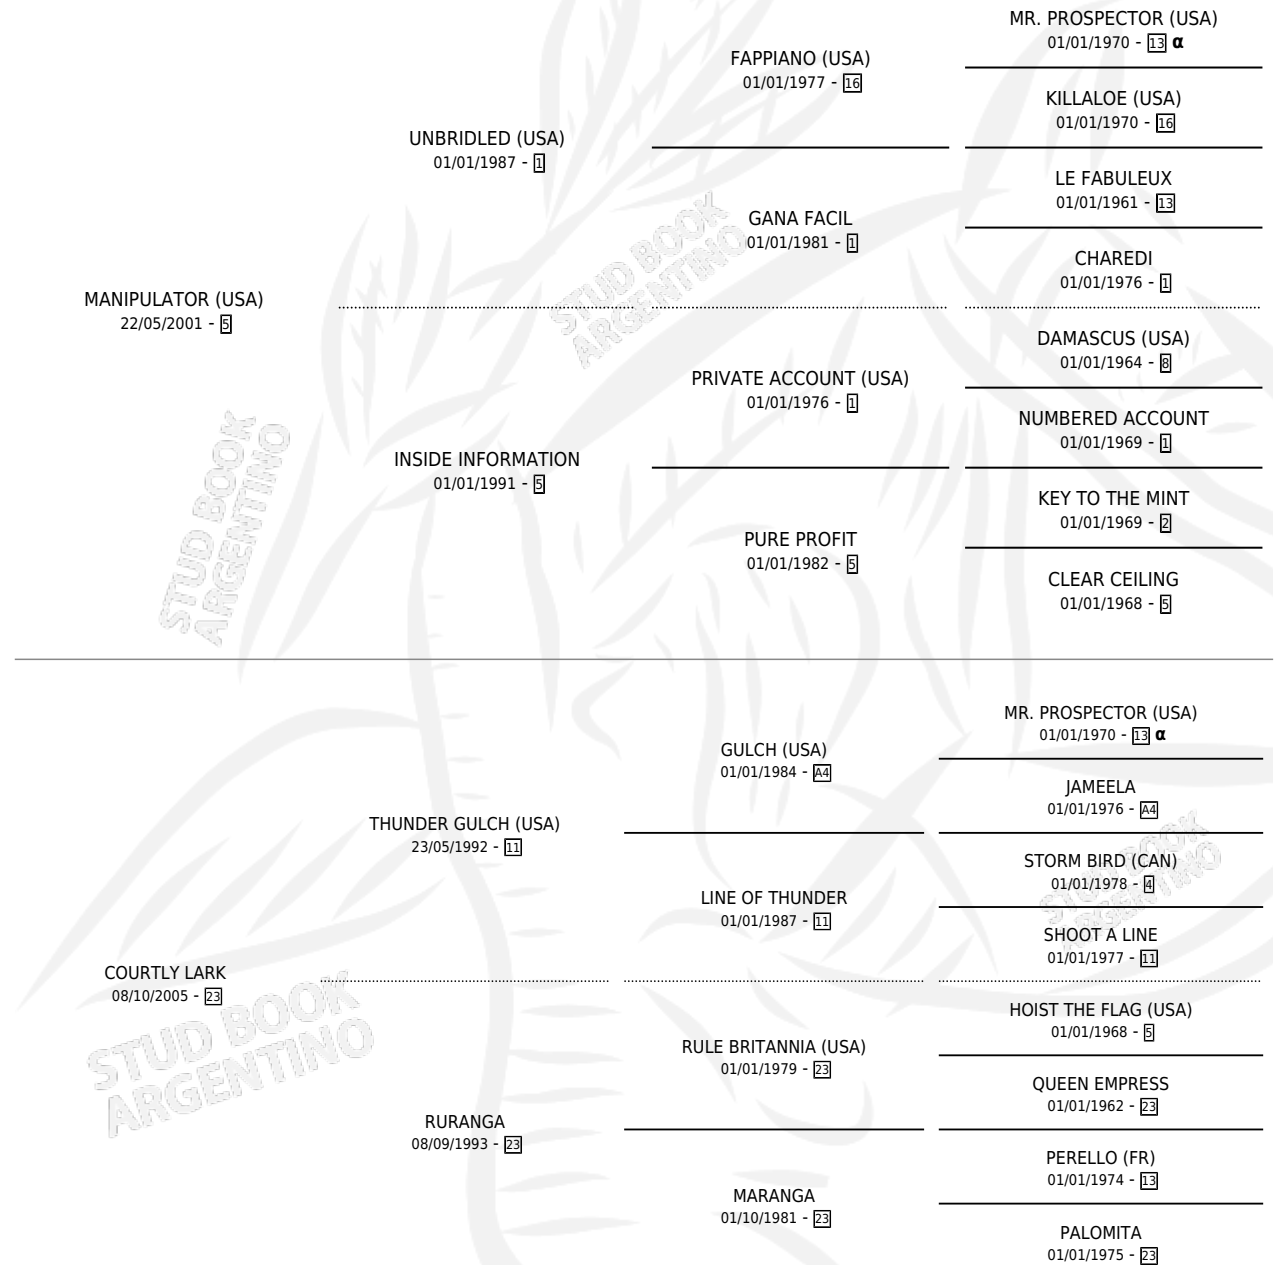 MR. PROSPECTOR (USA)
01/01/1970 - 13 α
FAPPIANO (USA)
01/01/1977 - 16
KILLALOE (USA)
01/01/1970 - 16
UNBRIDLED (USA)
01/01/1987 - 1
LE FABULEUX
01/01/1961 - 13
GANA FACIL
01/01/1981 - 1
CHAREDI
01/01/1976 - 1
MANIPULATOR (USA)
22/05/2001 - 5
DAMASCUS (USA)
01/01/1964 - 8
PRIVATE ACCOUNT (USA)
01/01/1976 - 1
NUMBERED ACCOUNT
01/01/1969 - 1
INSIDE INFORMATION
01/01/1991 - 5
KEY TO THE MINT
01/01/1969 - 2
PURE PROFIT
01/01/1982 - 5
CLEAR CEILING
01/01/1968 - 5
MR. PROSPECTOR (USA)
01/01/1970 - 13 α
GULCH (USA)
01/01/1984 - A4
JAMEELA
01/01/1976 - A4
THUNDER GULCH (USA)
23/05/1992 - 11
STORM BIRD (CAN)
01/01/1978 - 4
LINE OF THUNDER
01/01/1987 - 11
SHOOT A LINE
01/01/1977 - 11
COURTLY LARK
08/10/2005 - 23
HOIST THE FLAG (USA)
01/01/1968 - 5
RULE BRITANNIA (USA)
01/01/1979 - 23
QUEEN EMPRESS
01/01/1962 - 23
RURANGA
08/09/1993 - 23
PERELLO (FR)
01/01/1974 - 13
MARANGA
01/10/1981 - 23
PALOMITA
01/01/1975 - 23
STUD BOOK
ARGENTINO
STUD BOOK
ARGENTINO
STUD BOOK
ARGENTINO
STUD BOOK
ARGENTINO